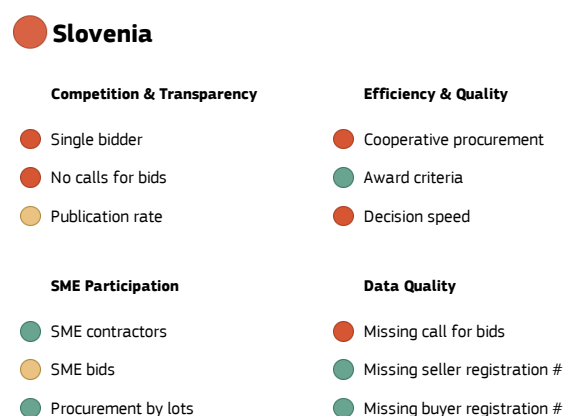 Slovenia
Competition & Transparency
Single bidder
No calls for bids
Publication rate
Efficiency & Quality
Cooperative procurement
Award criteria
Decision speed
SME Participation
SME contractors
SME bids
Procurement by lots
Data Quality
Missing call for bids
Missing seller registration #
Missing buyer registration #